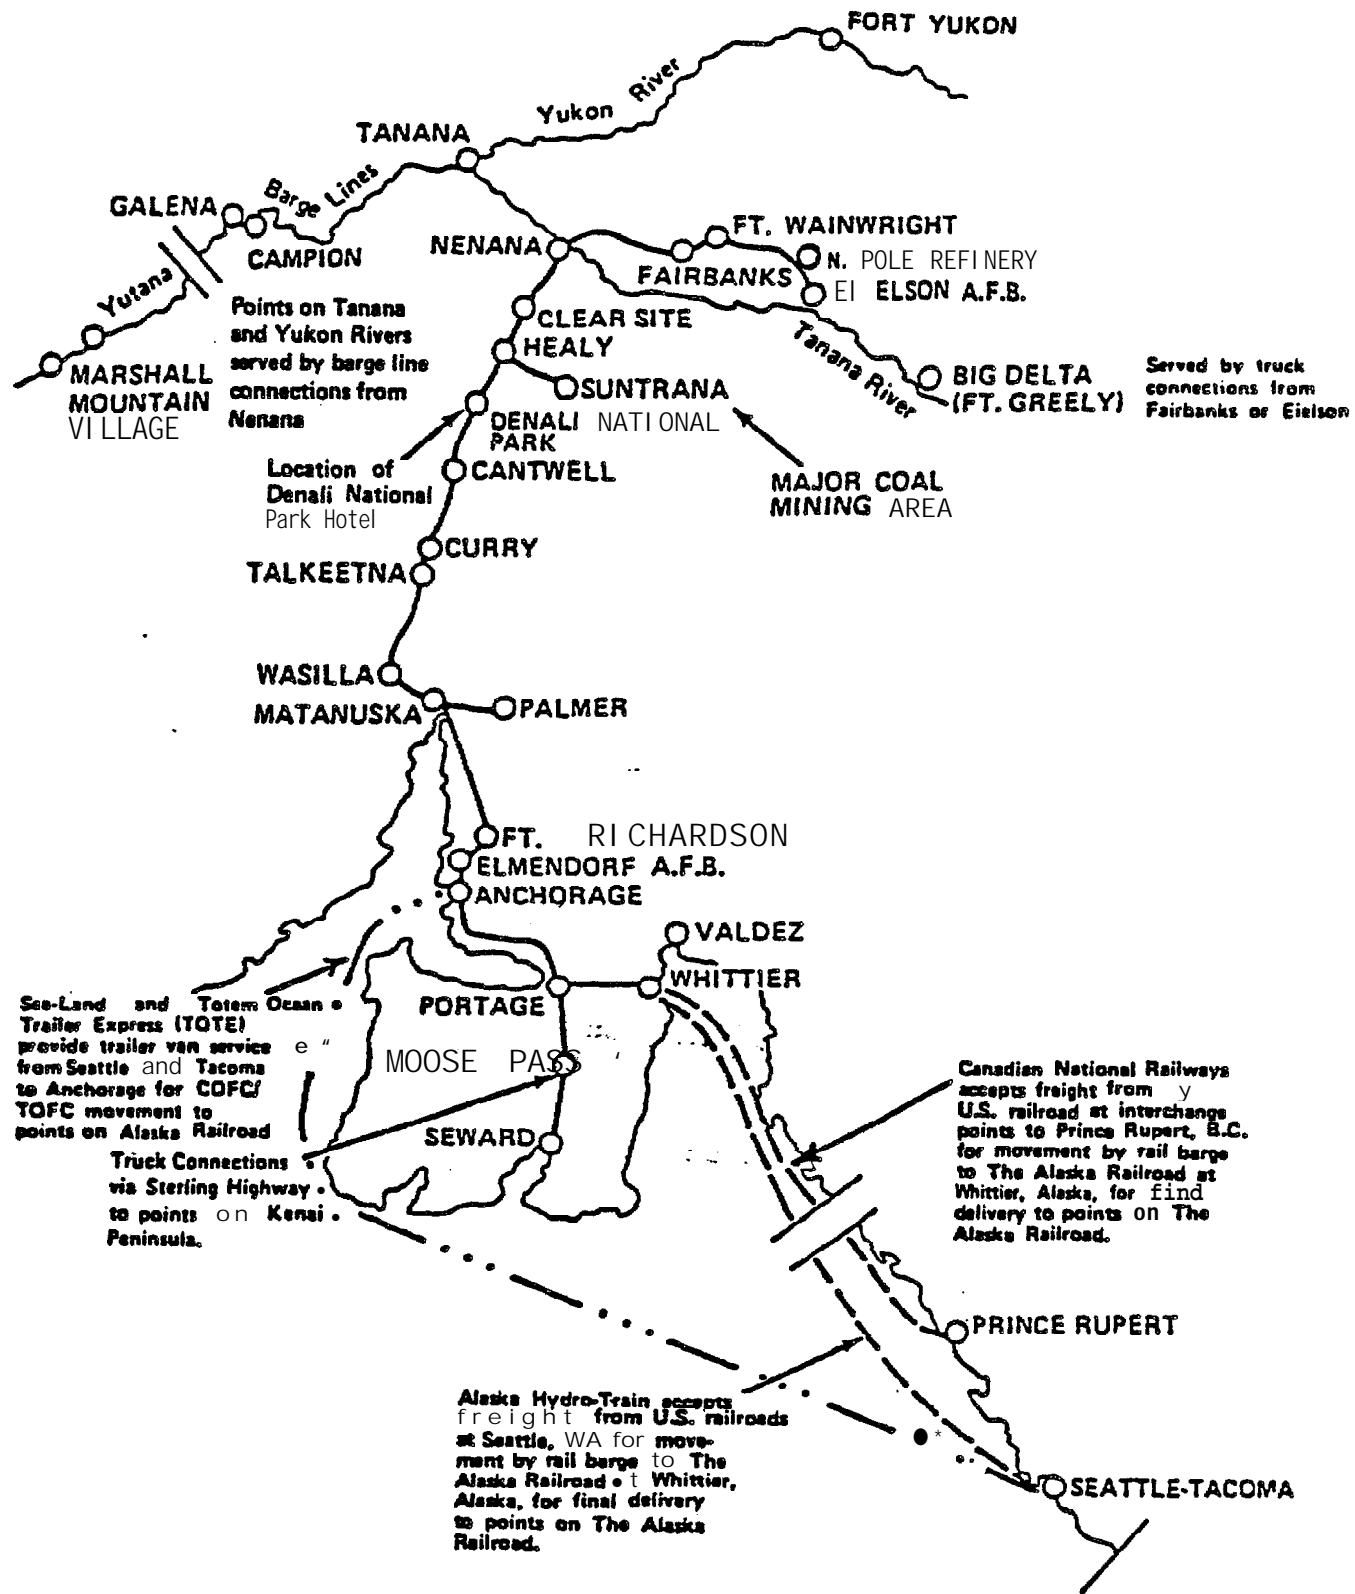 FORT YUKON
Yukon River
TANANA
Barge Lines
GALENA
CAMPION
Yutana
NENANA
FT. WAINWRIGHT
FAIRBANKS
N. POLE REFINERY
EI ELSON A.F.B.
Points on Tanana
and Yukon Rivers
served by barge line
connections from
Nenana
CLEAR SITE
HEALY
Tanana River
MARSHALL
MOUNTAIN
VILLAGE
SUNTRANA
BIG DELTA
(FT. GREELY)
Served by truck
connections from
Fairbanks or Eielson
DENALI NATIONAL
PARK
Location of
Denali National
Park Hotel
CANTWELL
MAJOR COAL
MINING AREA
CURRY
TALKEETNA
WASILLA
MATANUSKA
PALMER
FT. RICHARDSON
ELMENDORF A.F.B.
ANCHORAGE
VALDEZ
WHITTIER
PORTAGE
Sea-Land and Totem Ocean •
Trailer Express (TOTE)
provide trailer van service e "
from Seattle and Tacoma
to Anchorage for COFC/
TOFC movement to
points on Alaska Railroad
MOOSE PASS
SEWARD
Truck Connections
via Sterling Highway •
to points on Kenai •
Peninsula.
Canadian National Railways
accepts freight from y
U.S. railroad at interchange
points to Prince Rupert, B.C.
for movement by rail barge
to The Alaska Railroad at
Whittier, Alaska, for find
delivery to points on The
Alaska Railroad.
PRINCE RUPERT
Alaska Hydro-Train accepts
freight from U.S. railroads
at Seattle, WA for move-
ment by rail barge to The
Alaska Railroad • t Whittier,
Alaska, for final delivery
to points on The Alaska
Railroad.
SEATTLE-TACOMA